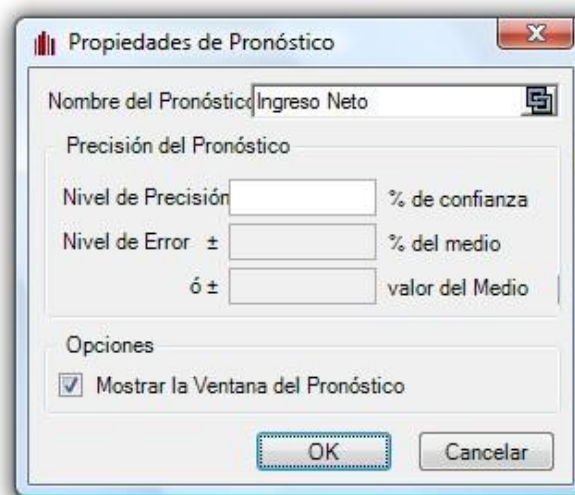 Propiedades de Pronóstico
Nombre del Pronóstico Ingreso Neto
Precisión del Pronóstico
Nivel de Precisión % de confianza
Nivel de Error ± % del medio
ó ± valor del Medio
Opciones
Mostrar la Ventana del Pronóstico
OK Cancelar